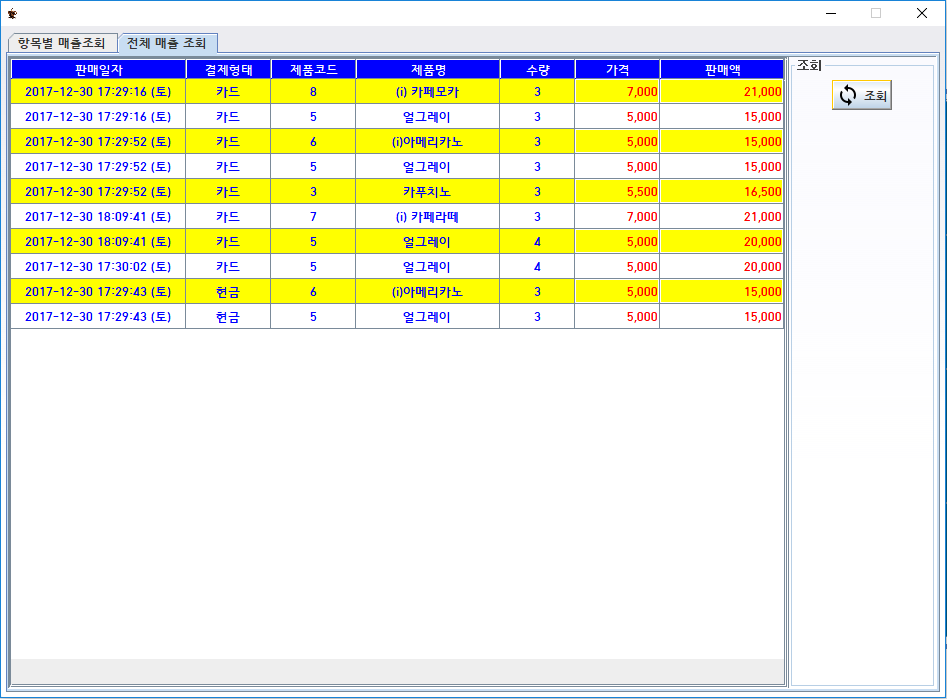 항목별 매출조회 전체 매출 조회
판매일자 결제형태 제품코드 제품명 수량 가격 판매액 조회
2017-12-30 17:29:16 (토) 카드 8 (i) 카페모카 3 7,000 21,000 조회
2017-12-30 17:29:16 (토) 카드 5 얼그레이 3 5,000 15,000
2017-12-30 17:29:52 (토) 카드 6 (i)아메리카노 3 5,000 15,000
2017-12-30 17:29:52 (토) 카드 5 얼그레이 3 5,000 15,000
2017-12-30 17:29:52 (토) 카드 3 카푸치노 3 5,500 16,500
2017-12-30 18:09:41 (토) 카드 7 (i) 카페라떼 3 7,000 21,000
2017-12-30 18:09:41 (토) 카드 5 얼그레이 4 5,000 20,000
2017-12-30 17:30:02 (토) 카드 5 얼그레이 4 5,000 20,000
2017-12-30 17:29:43 (토) 현금 6 (i)아메리카노 3 5,000 15,000
2017-12-30 17:29:43 (토) 현금 5 얼그레이 3 5,000 15,000